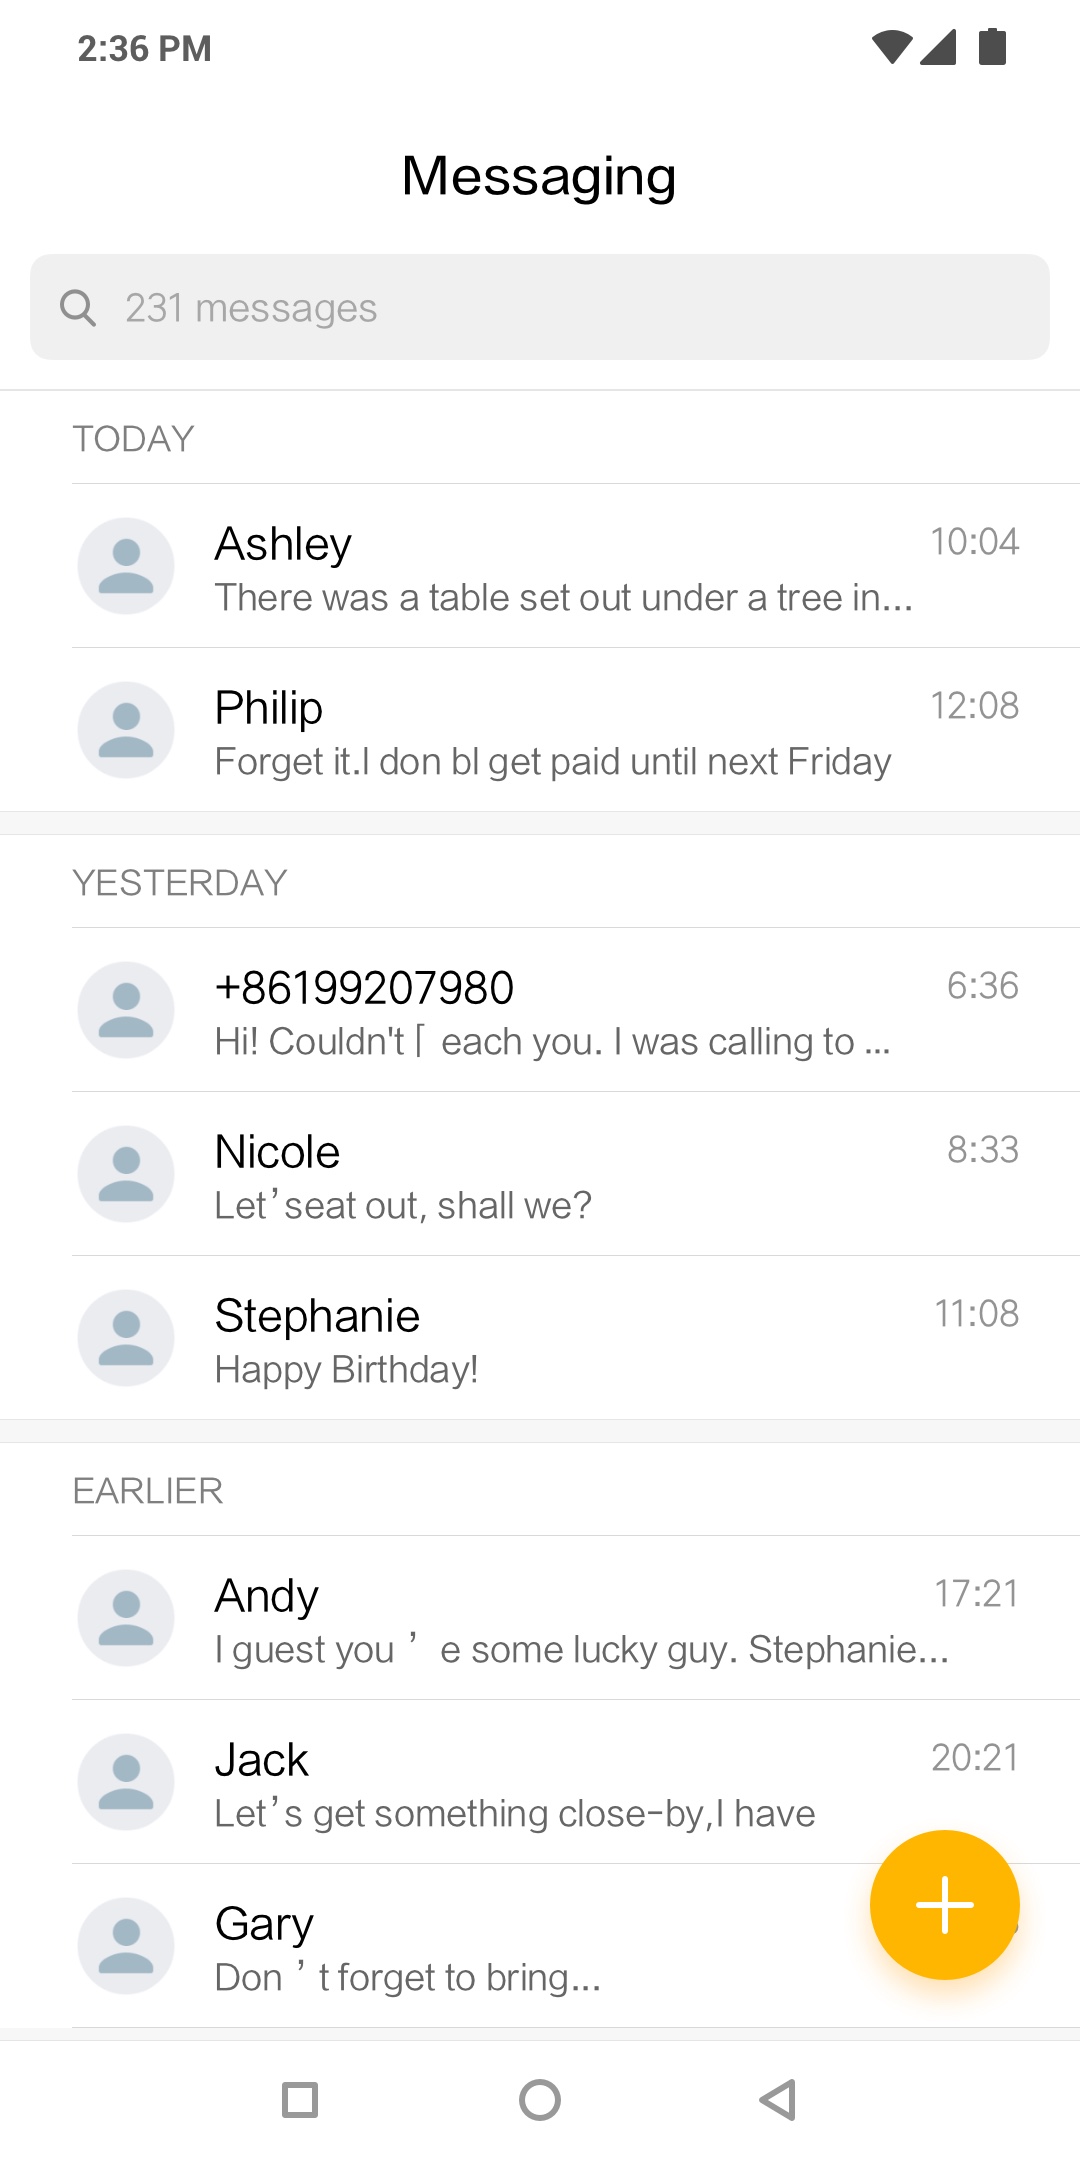 2:36 PM
Messaging
231 messages
TODAY
Ashley 10:04
There was a table set out under a tree in...
Philip 12:08
Forget it.I don bl get paid until next Friday
YESTERDAY
+86199207980 6:36
Hi! Couldn't ⌈ each you. I was calling to ...
Nicole 8:33
Let’seat out, shall we?
Stephanie 11:08
Happy Birthday!
EARLIER
Andy 17:21
I guest you ’ e some lucky guy. Stephanie...
Jack 20:21
Let’s get something close-by,I have
Gary
Don ’ t forget to bring...